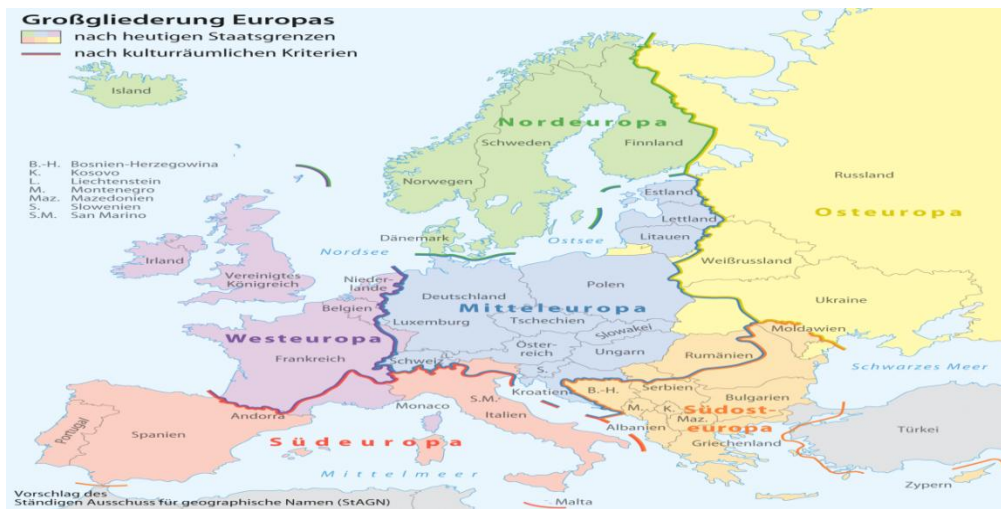 Großgliederung Europas
nach heutigen Staatsgrenzen
nach kulturräumlichen Kriterien
Island
B.-H. Bosnien-Herzegowina
K. Kosovo
L. Liechtenstein
M. Montenegro
Maz. Mazedonien
S. Slowenien
S.M. San Marino
Nordeuropa
Schweden
Finnland
Norwegen
Russland
Osteuropa
Estland
Lettland
Litauen
Dänemark
Ostsee
Nordsee
Irland
Vereinigtes
Königreich
Nieder-
lande
Belgien
Luxemburg
Deutschland
Polen
Weißrussland
Ukraine
Mitteleuropa
Tschechien
Slowakei
Moldawien
Westeuropa
Frankreich
Schweiz
Öster-
reich
Ungarn
Rumänien
S.
Kroatien
Schwarzes Meer
B.-H.
Serbien
Bulgarien
S.M.
Italien
Monaco
Andorra
M.
K.
Maz.
Südost-
europa
Albanien
Griechenland
Türkei
Portugal
Spanien
Südeuropa
Mittelmeer
Zypern
Malta
Vorschlag des
Ständigen Ausschuss für geographische Namen (StAGN)